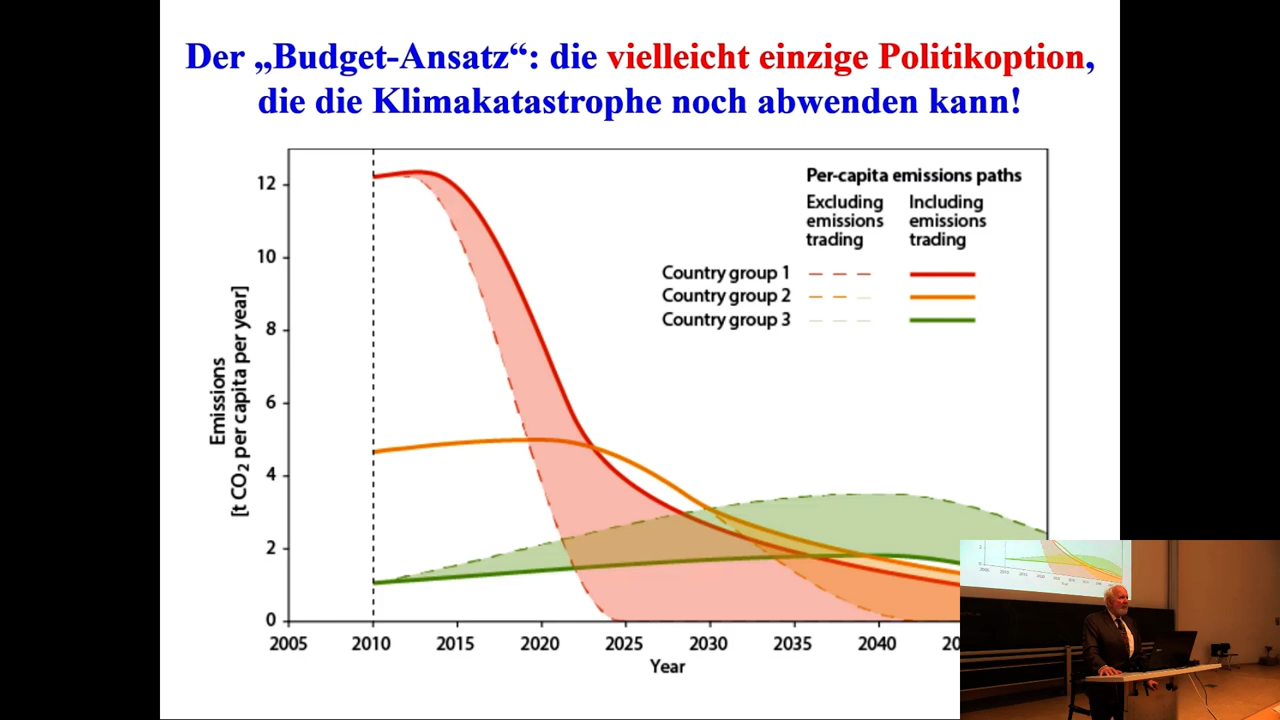 Der „Budget-Ansatz“: die vielleicht einzige Politikoption,
die die Klimakatastrophe noch abwenden kann!
Per-capita emissions paths
Excluding emissions trading
Including emissions trading
Country group 1
Country group 2
Country group 3
Emissions
[t CO₂ per capita per year]
12
10
8
6
4
2
0
2005 2010 2015 2020 2025 2030 2035 2040 20
Year